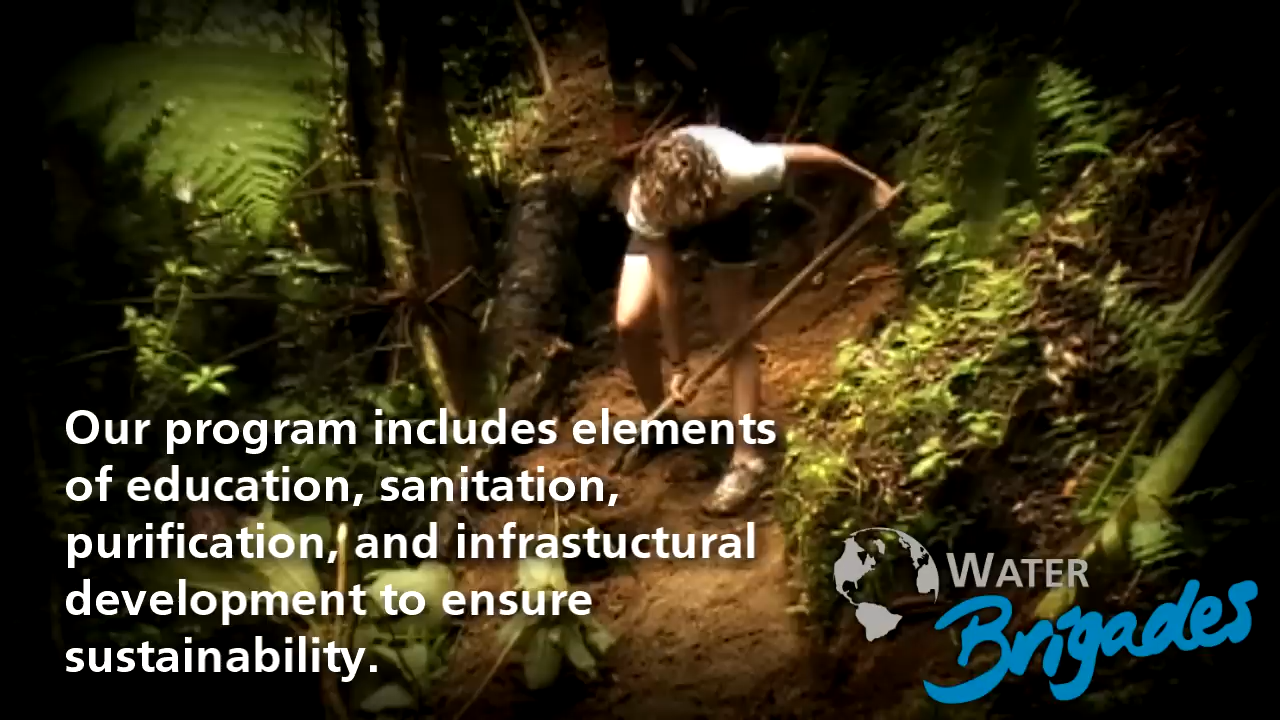 Our program includes elements
of education, sanitation,
purification, and infrastuctural
development to ensure
sustainability.
WATER
Brigades